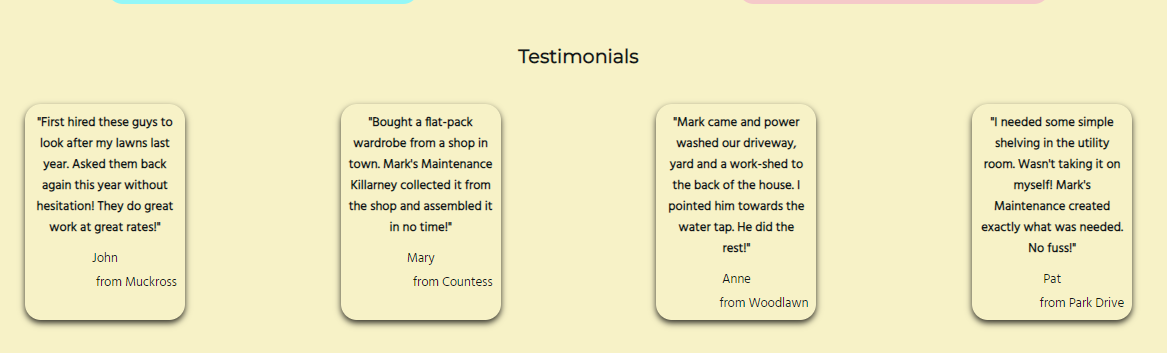 Testimonials
"First hired these guys to
look after my lawns last
year. Asked them back
again this year without
hesitation! They do great
work at great rates!"
John
from Muckross
"Bought a flat-pack
wardrobe from a shop in
town. Mark's Maintenance
Killarney collected it from
the shop and assembled it
in no time!"
Mary
from Countess
"Mark came and power
washed our driveway,
yard and a work-shed to
the back of the house. I
pointed him towards the
water tap. He did the
rest!"
Anne
from Woodlawn
"I needed some simple
shelving in the utility
room. Wasn't taking it on
myself! Mark's
Maintenance created
exactly what was needed.
No fuss!"
Pat
from Park Drive